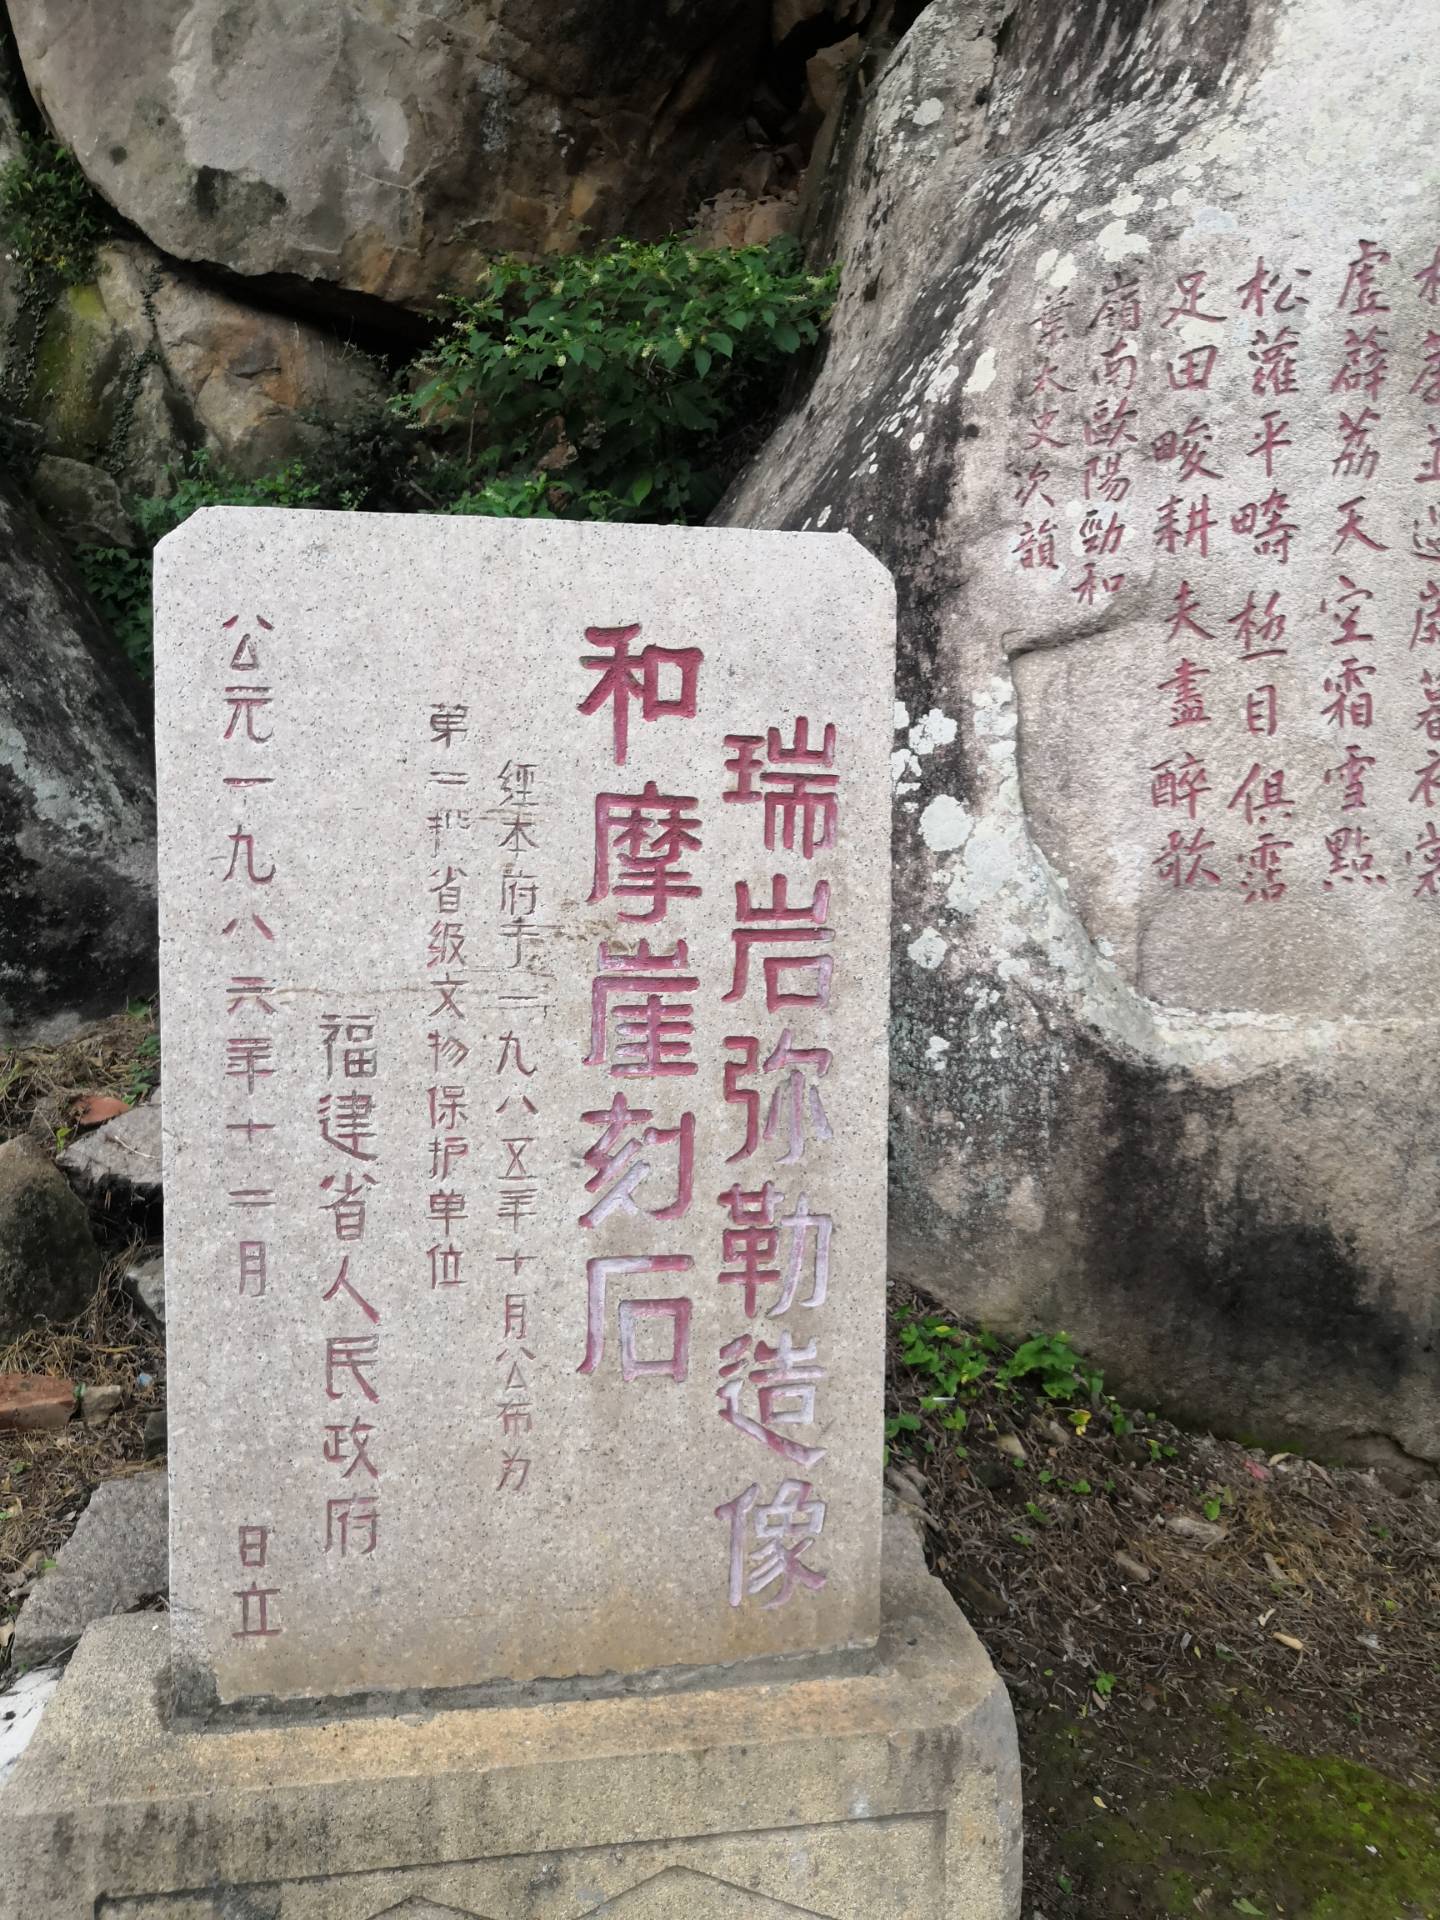 瑞岩弥勒造像
和摩崖刻石
經本府于一九八五年十月公布为
第二批省级文物保护单位
福建省人民政府
公元一九八六年十二月 日立
虚薜荔天空霜雪點
松蘿平疇極目俱霑
足田畯耕夫盡醉歌
嶺南歐陽勁和
葉太史次韻